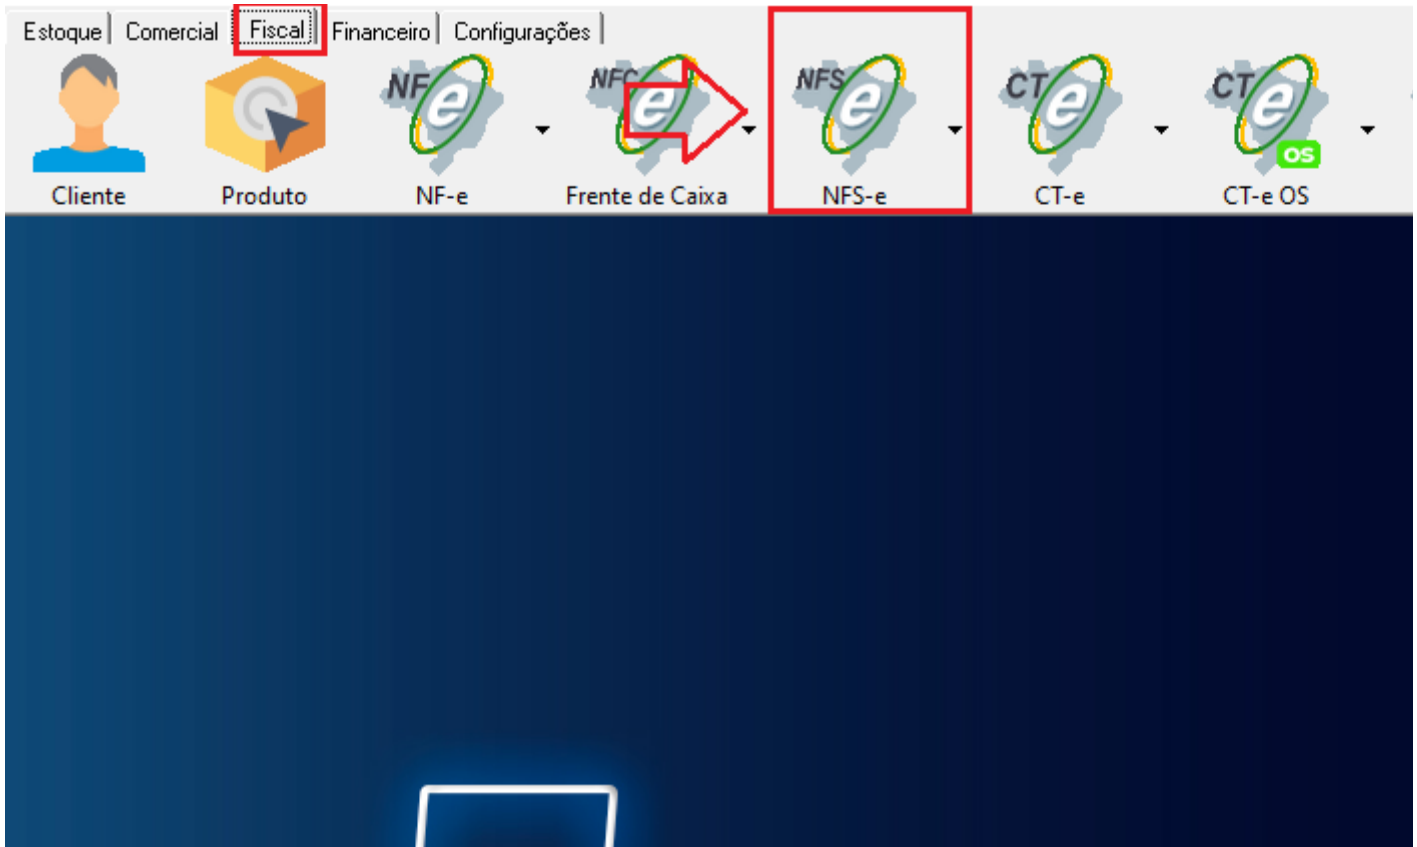 Estoque Comercial Fiscal Financeiro Configurações
NF e NFC e NFS e CT e CT e OS
Cliente Produto NF-e Frente de Caixa NFS-e CT-e CT-e OS